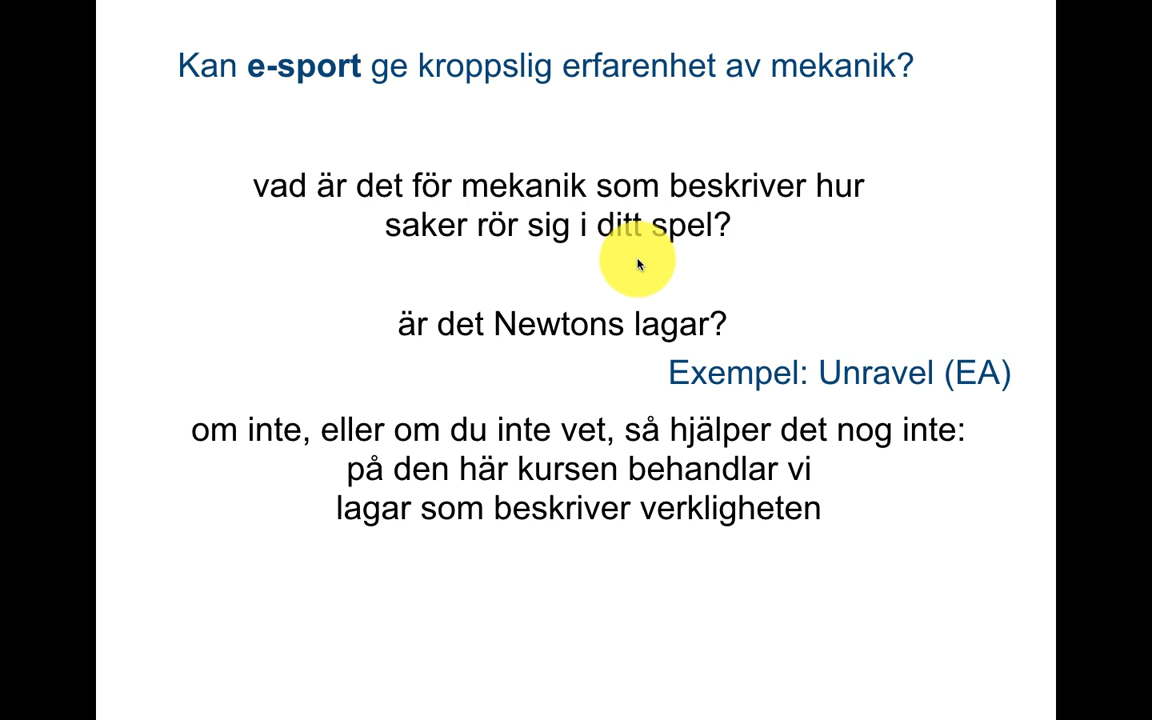 Kan e-sport ge kroppslig erfarenhet av mekanik?
vad är det för mekanik som beskriver hur
saker rör sig i ditt spel?
är det Newtons lagar?
Exempel: Unravel (EA)
om inte, eller om du inte vet, så hjälper det nog inte:
på den här kursen behandlar vi
lagar som beskriver verkligheten